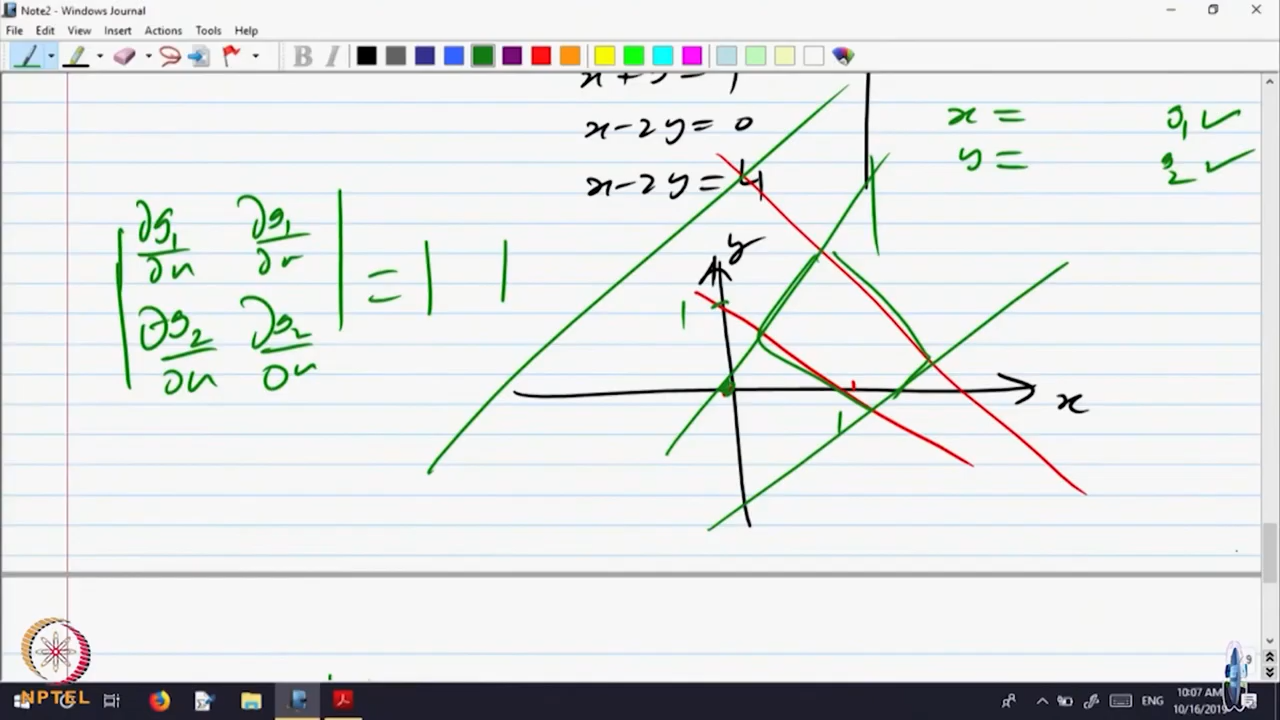 Note2 - Windows Journal
File Edit View Insert Actions Tools Help
B I
x + y = 1
x - 2y = 0
x - 2y = 4
x = g₁ ✓
y = g₂ ✓
| ∂g₁/∂u ∂g₁/∂v |
| ∂g₂/∂u ∂g₂/∂v | = | |
y
1
1
x
NPTEL
ENG
10:07 AM
10/16/2019